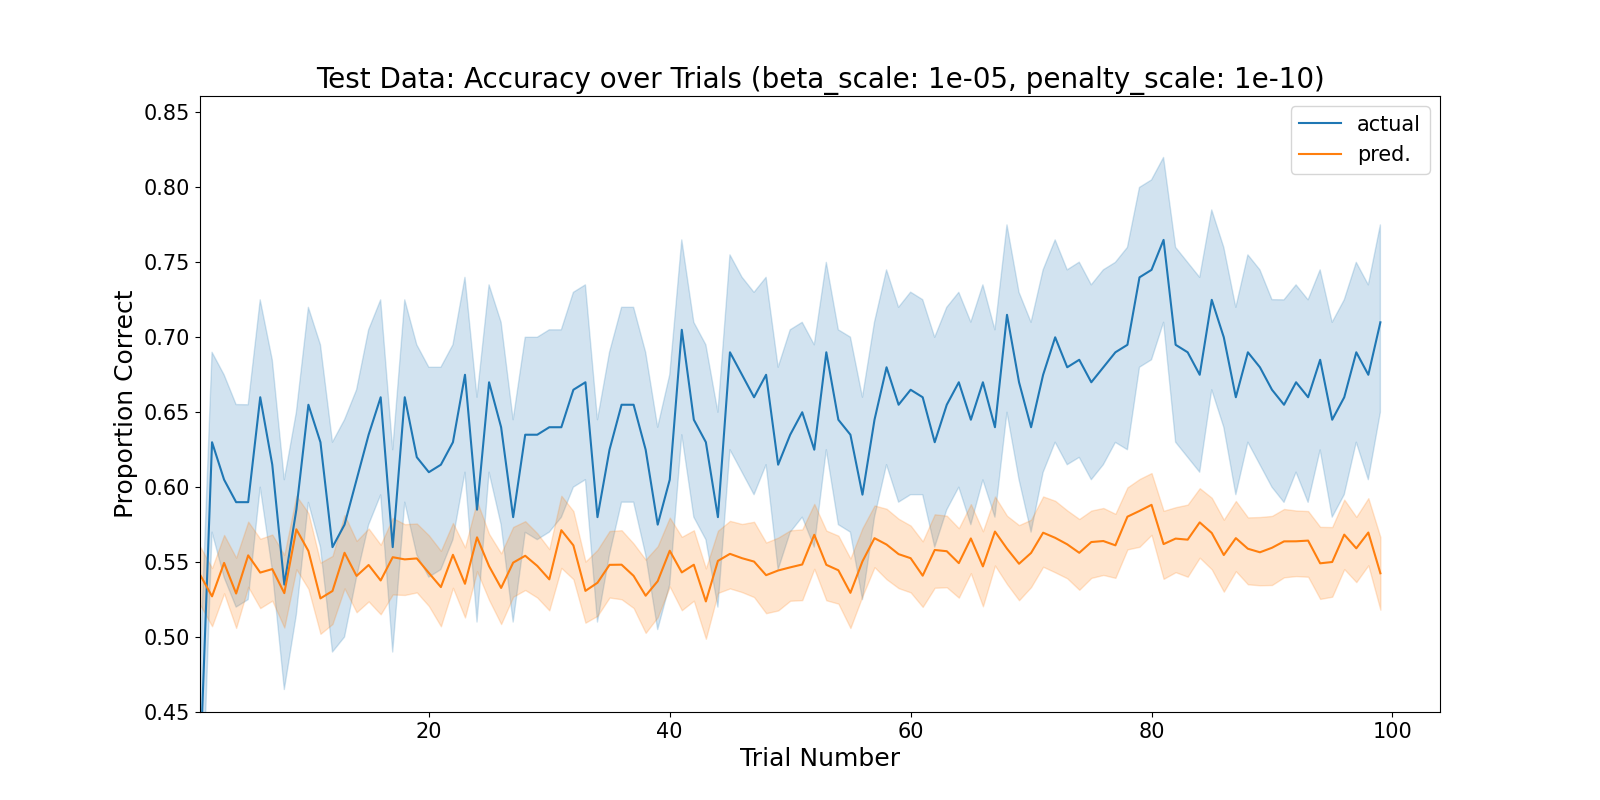 Test Data: Accuracy over Trials (beta_scale: 1e-05, penalty_scale: 1e-10)
actual
pred.
Proportion Correct
0.85
0.80
0.75
0.70
0.65
0.60
0.55
0.50
0.45
20 40 60 80 100
Trial Number